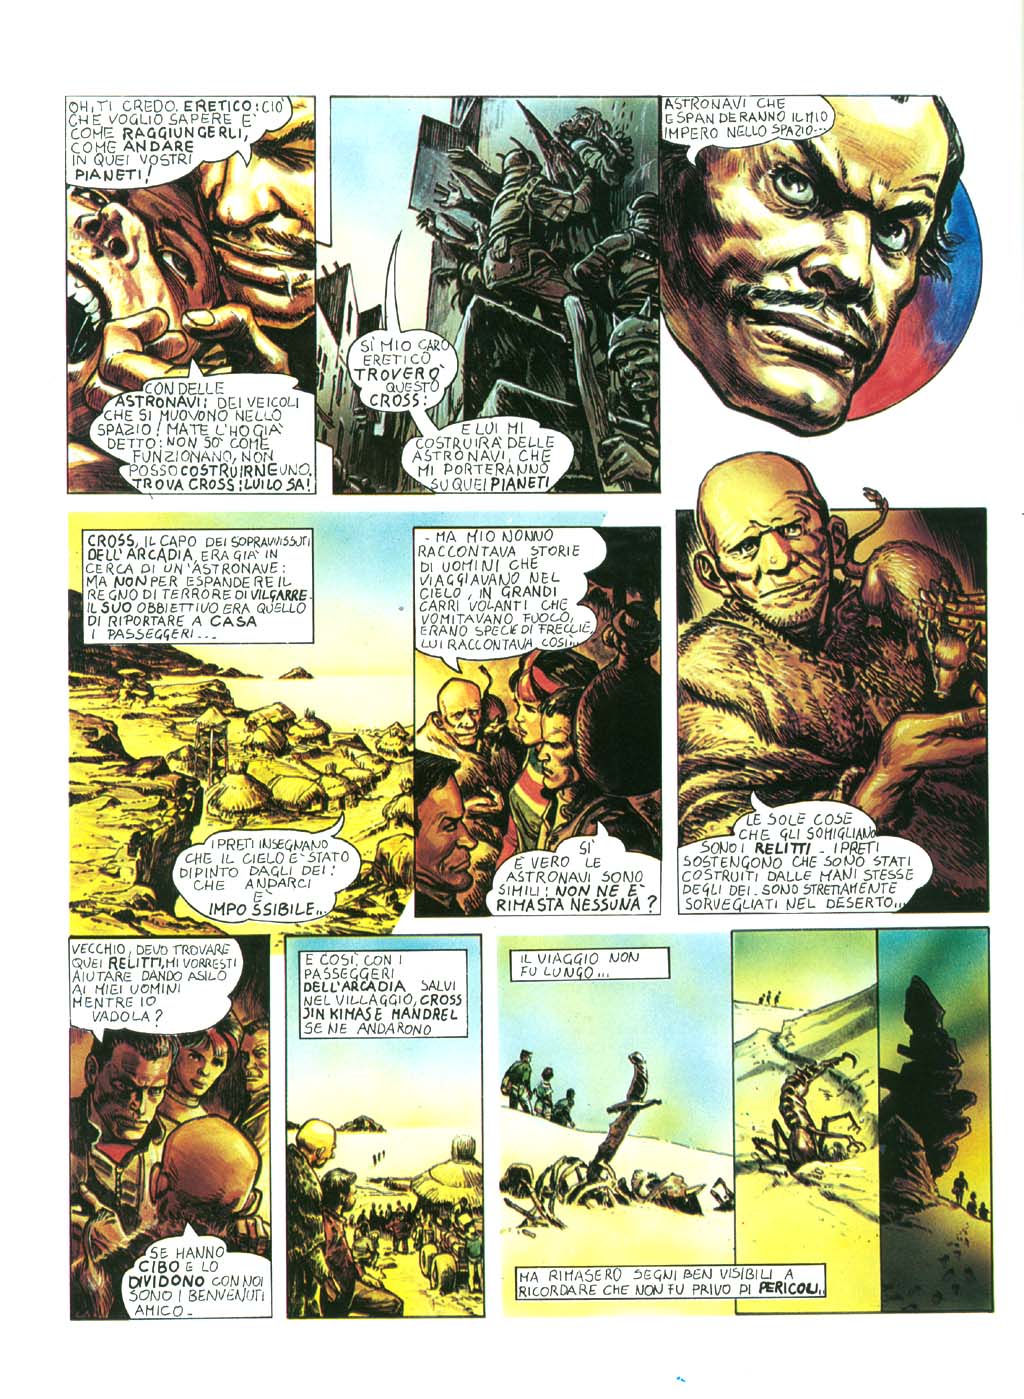 OH, TI CREDO, ERETICO: CIO'
CHE VOGLIO SAPERE E'
COME RAGGIUNGERLI,
COME ANDARE
IN QUEI VOSTRI
PIANETI!
CON DELLE
ASTRONAVI; DEI VEICOLI
CHE SI MUOVONO NELLO
SPAZIO! MA TE L'HO GIA'
DETTO: NON SO' COME
FUNZIONANO, NON
POSSO COSTRUIRNE UNO,
TROVA CROSS! LUI LO SA!
SÌ MIO CARO
ERETICO
TROVERO'
QUESTO
CROSS!
E LUI MI
COSTRUIRA' DELLE
ASTRONAVI, CHE
MI PORTERANNO
SU QUEI PIANETI
ASTRONAVI CHE
ESPANDERANNO IL MIO
IMPERO NELLO SPAZIO...
CROSS, IL CAPO DEI SOPRAVVISSUTI
DELL'ARCADIA, ERA GIA' IN
CERCA DI UN'ASTRONAVE:
MA NON PER ESPANDERE IL
REGNO DI TERRORE DI VILGARRE.
IL SUO OBBIETTIVO ERA QUELLO
DI RIPORTARE A CASA
I PASSEGGERI...
I PRETI INSEGNANO
CHE IL CIELO E' STATO
DIPINTO DAGLI DEI:
CHE ANDARCI
E'
IMPOSSIBILE...
- MA MIO NONNO
RACCONTAVA STORIE
DI UOMINI CHE
VIAGGIAVANO NEL
CIELO, IN GRANDI
CARRI VOLANTI CHE
VOMITAVANO FUOCO,
ERANO SPECIE DI FRECCIE,
LUI RACCONTAVA COSI...
SÌ
E VERO LE
ASTRONAVI SONO
SIMILI! NON NE E'
RIMASTA NESSUNA?
LE SOLE COSE
CHE GLI SOMIGLIANO
SONO I RELITTI - I PRETI
SOSTENGONO CHE SONO STATI
COSTRUITI DALLE MANI STESSE
DEGLI DEI. SONO STRETTAMENTE
SORVEGLIATI NEL DESERTO...
VECCHIO, DEVO TROVARE
QUEI RELITTI, MI VORRESTI
AIUTARE DANDO ASILO
AI MIEI UOMINI
MENTRE IO
VADO LA?
SE HANNO
CIBO E LO
DIVIDONO CON NOI
SONO I BENVENUTI
AMICO-
E COSÌ, CON I
PASSEGGERI
DELL'ARCADIA SALVI
NEL VILLAGGIO, CROSS
JIN KIMAS E MANDREL
SE NE ANDARONO
IL VIAGGIO NON
FU LUNGO...
MA RIMASERO SEGNI BEN VISIBILI A
RICORDARE CHE NON FU PRIVO DI PERICOLI..